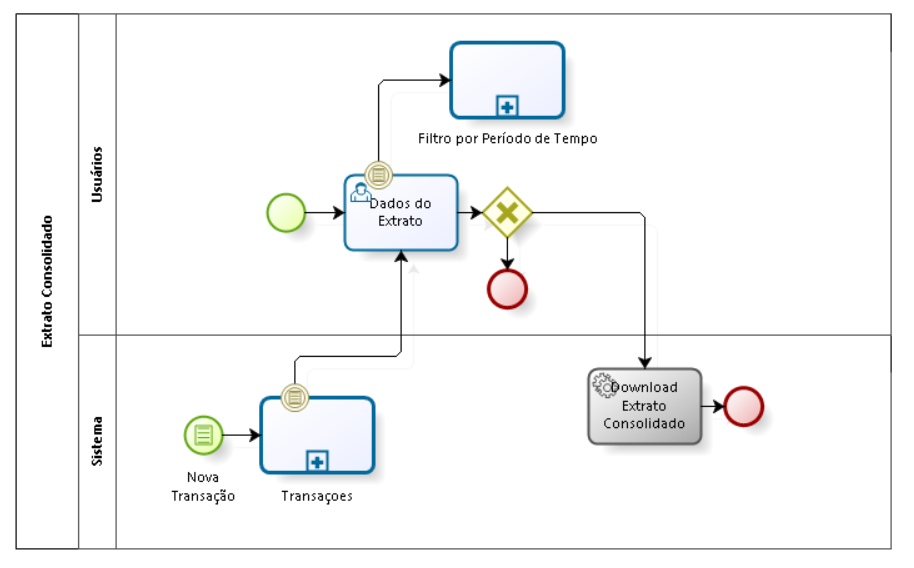 Extrato Consolidado
Usuários
Filtro por Período de Tempo
Dados do
Extrato
Sistema
Nova
Transação
Transaçoes
Download
Extrato
Consolidado